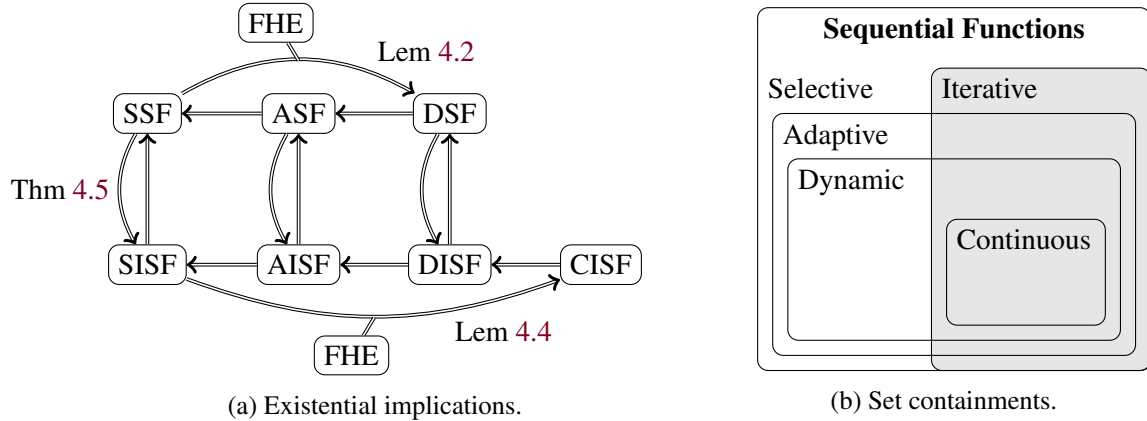 FHE
Lem 4.2
SSF ASF DSF
Thm 4.5
SISF AISF DISF CISF
Lem 4.4
FHE
(a) Existential implications.
Sequential Functions
Selective Iterative
Adaptive
Dynamic
Continuous
(b) Set containments.